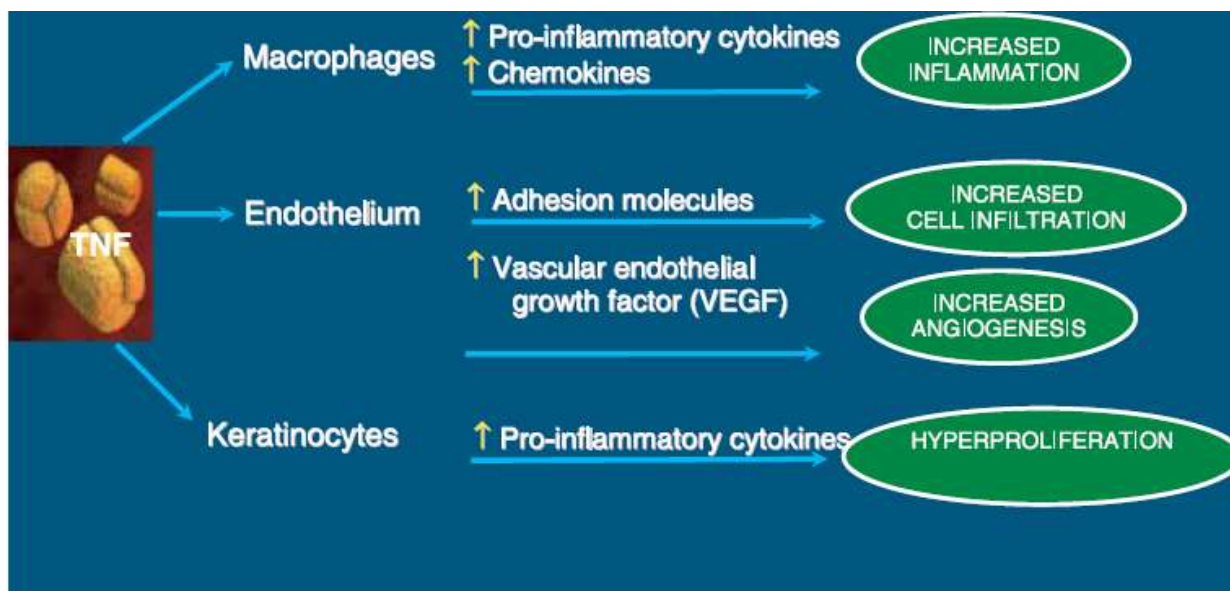 Macrophages
↑ Pro-inflammatory cytokines
↑ Chemokines
INCREASED
INFLAMMATION
TNF
Endothelium
↑ Adhesion molecules
INCREASED
CELL INFILTRATION
↑ Vascular endothelial
growth factor (VEGF)
INCREASED
ANGIOGENESIS
Keratinocytes
↑ Pro-inflammatory cytokines
HYPERPROLIFERATION